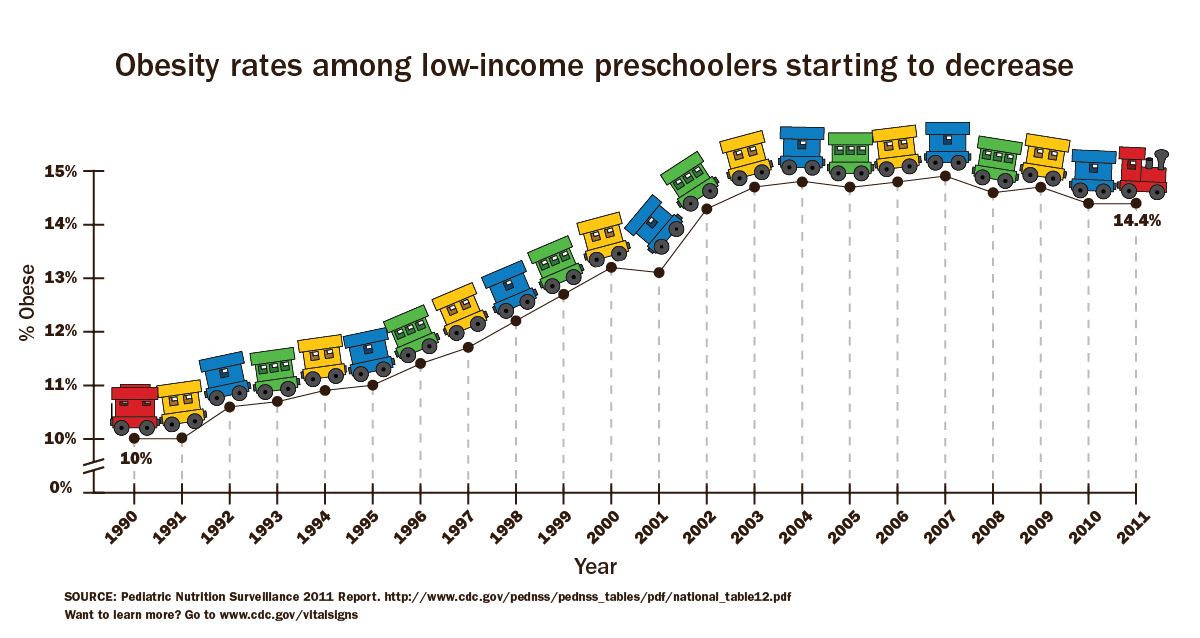 Obesity rates among low-income preschoolers starting to decrease
% Obese
15%
14%
13%
12%
11%
10%
0%
10%
14.4%
1990 1991 1992 1993 1994 1995 1996 1997 1998 1999 2000 2001 2002 2003 2004 2005 2006 2007 2008 2009 2010 2011
Year
SOURCE: Pediatric Nutrition Surveillance 2011 Report. http://www.cdc.gov/pednss/pednss_tables/pdf/national_table12.pdf
Want to learn more? Go to www.cdc.gov/vitalsigns